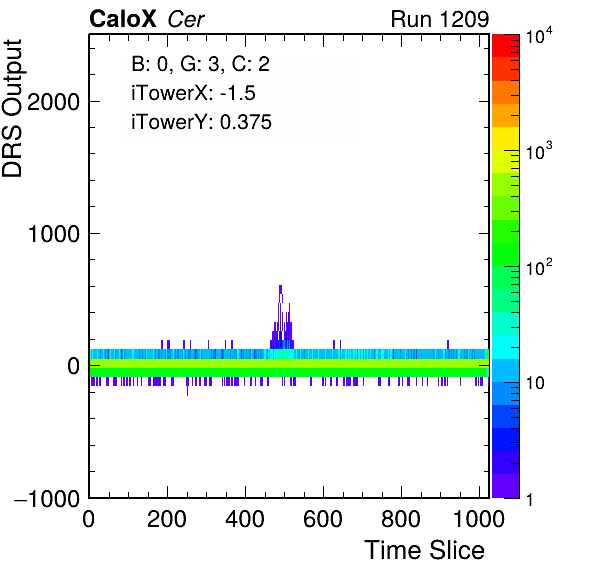 CaloX Cer Run 1209
B: 0, G: 3, C: 2
iTowerX: -1.5
iTowerY: 0.375
DRS Output
2000
1000
0
−1000
0 200 400 600 800 1000
Time Slice
10⁴
10³
10²
10
1